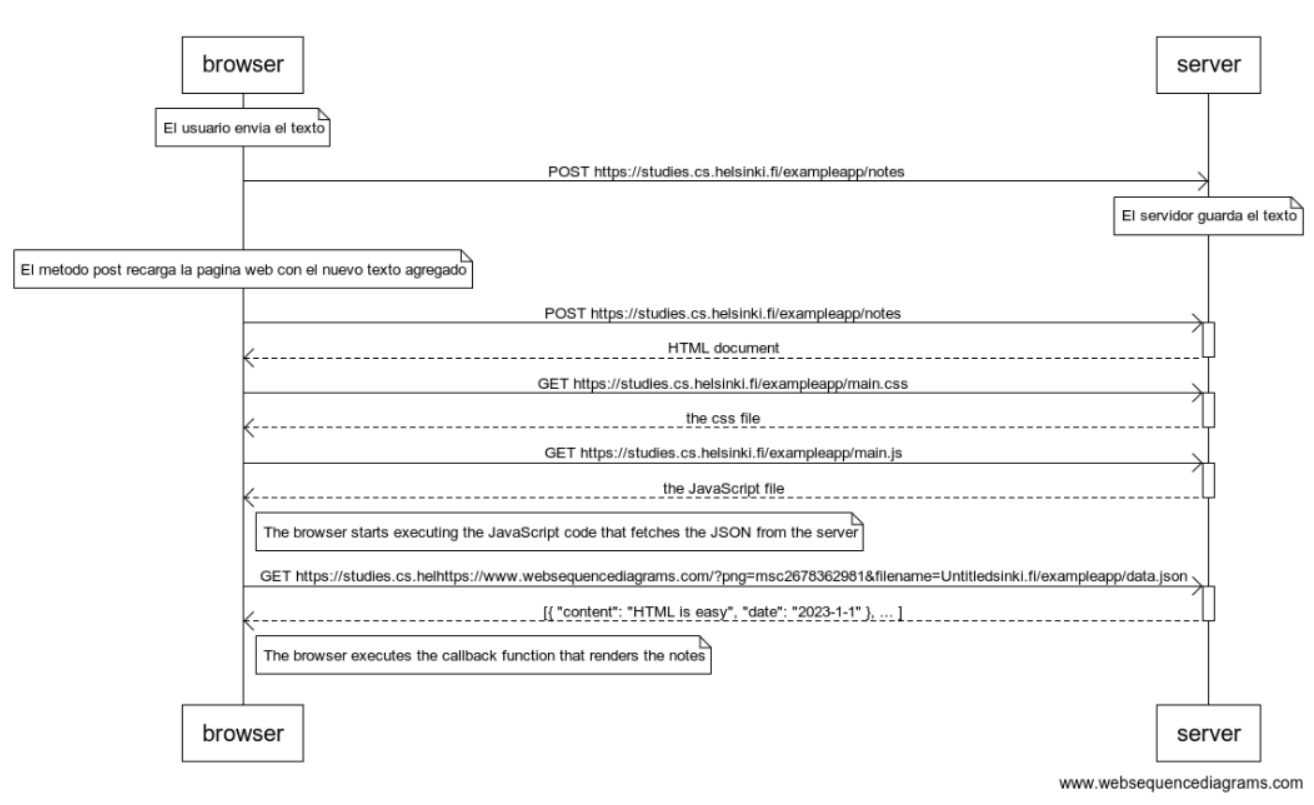 browser
server
El usuario envia el texto
POST https://studies.cs.helsinki.fi/exampleapp/notes
El servidor guarda el texto
El metodo post recarga la pagina web con el nuevo texto agregado
POST https://studies.cs.helsinki.fi/exampleapp/notes
HTML document
GET https://studies.cs.helsinki.fi/exampleapp/main.css
the css file
GET https://studies.cs.helsinki.fi/exampleapp/main.js
the JavaScript file
The browser starts executing the JavaScript code that fetches the JSON from the server
GET https://studies.cs.helhttps://www.websequencediagrams.com/?png=msc2678362981&filename=Untitledsinki.fi/exampleapp/data.json
[{ "content": "HTML is easy", "date": "2023-1-1" }, ... ]
The browser executes the callback function that renders the notes
browser
server
www.websequencediagrams.com